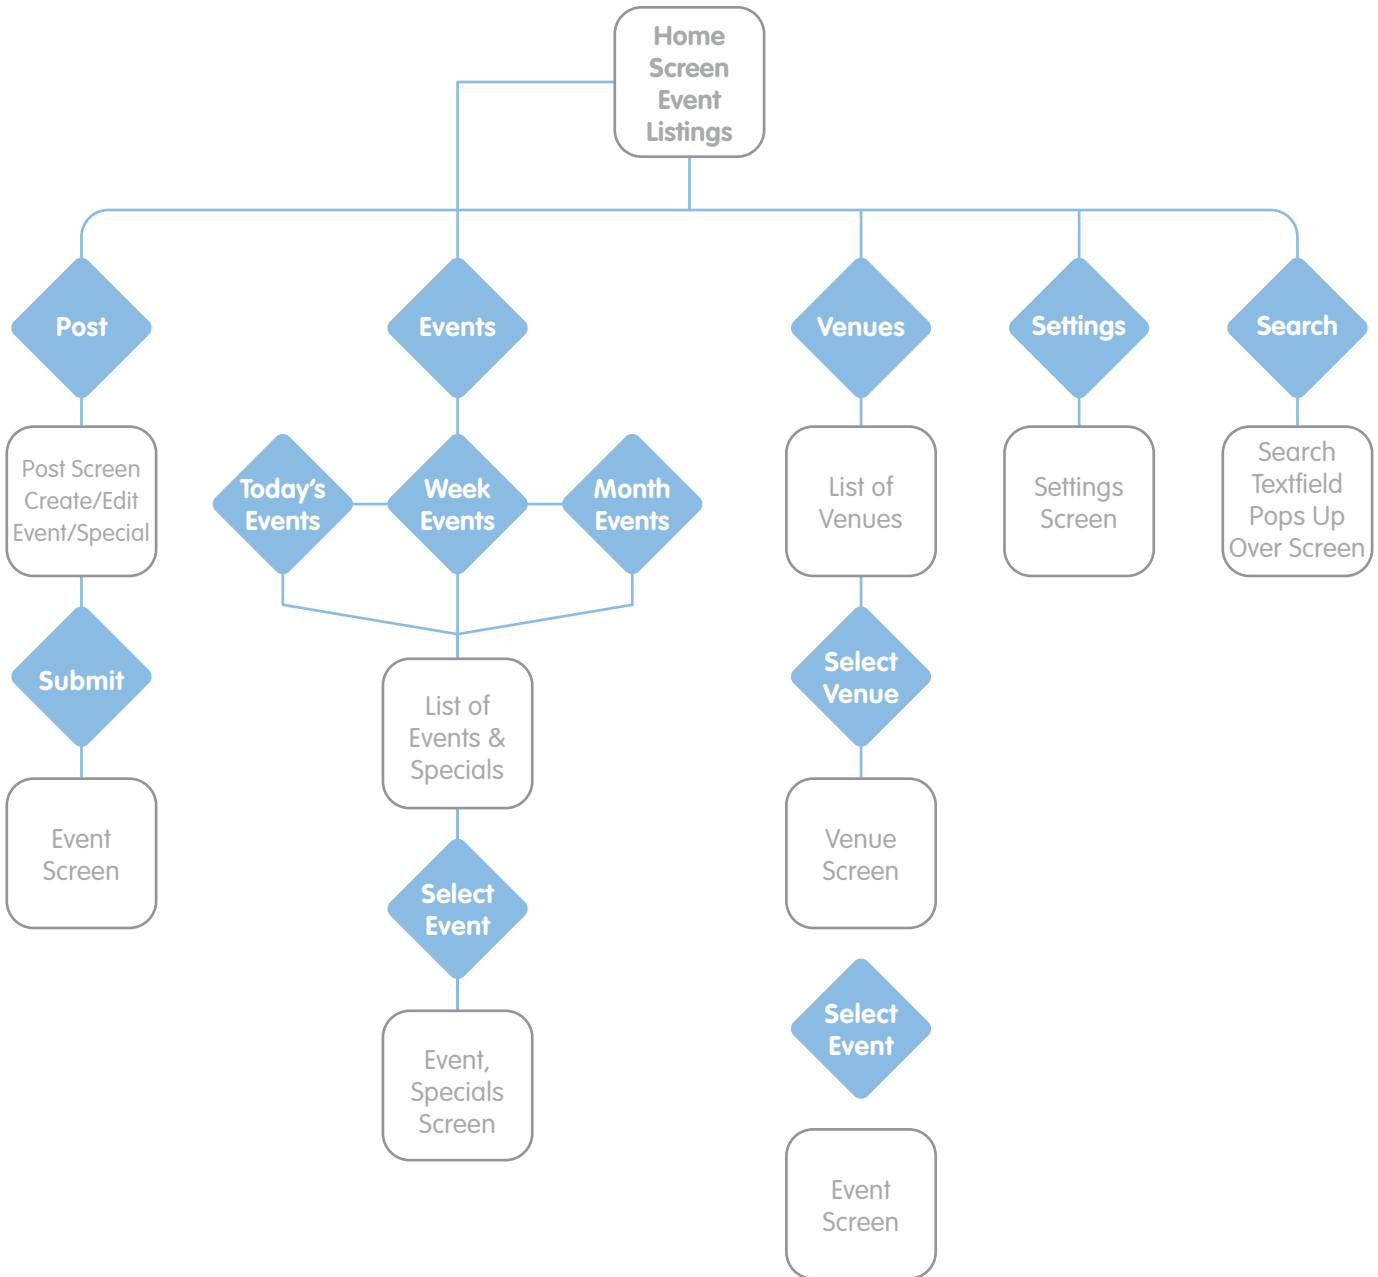 Home
Screen
Event
Listings
Post
Events
Venues
Settings
Search
Post Screen
Create/Edit
Event/Special
Today's
Events
Week
Events
Month
Events
List of
Venues
Settings
Screen
Search
Textfield
Pops Up
Over Screen
Submit
List of
Events &
Specials
Select
Venue
Event
Screen
Select
Event
Venue
Screen
Event,
Specials
Screen
Select
Event
Event
Screen